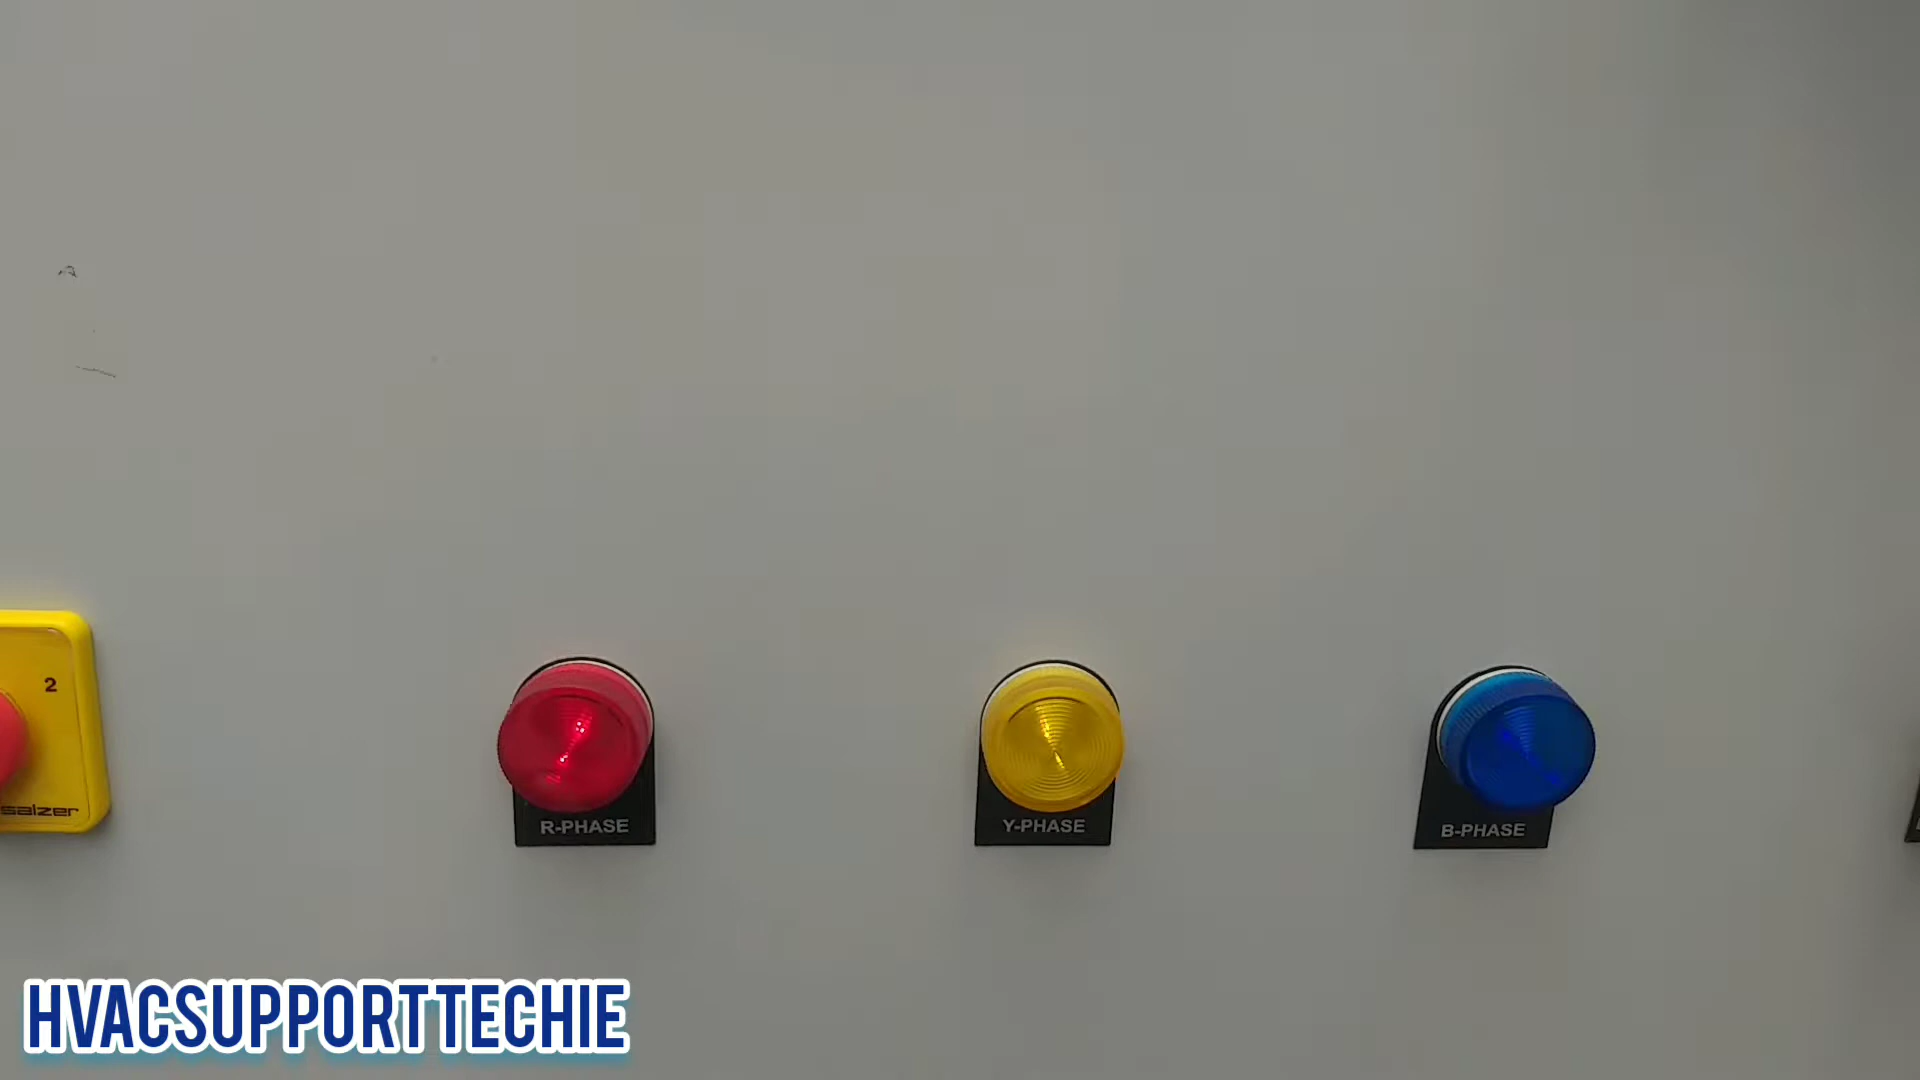 2
salzer
R-PHASE
Y-PHASE
B-PHASE
HVACSUPPORTTECHIE